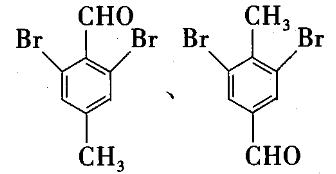 CHO CH₃
Br Br Br Br
、
CH₃ CHO